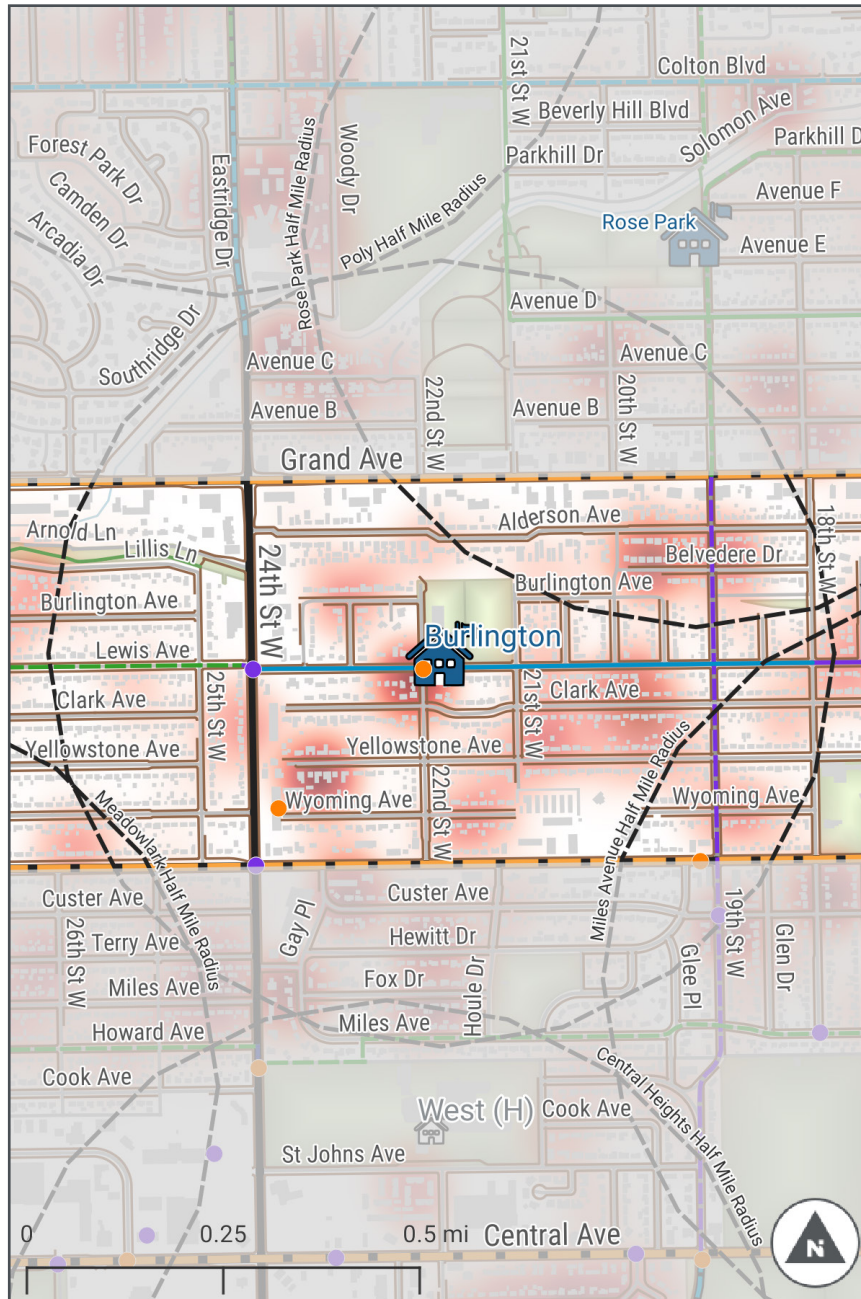 Colton Blvd
21st St W
Beverly Hill Blvd
Solomon Ave
Parkhill Dr
Parkhill D
Forest Park Dr
Camden Dr
Arcadia Dr
Eastridge Dr
Woody Dr
Rose Park Half Mile Radius
Poly Half Mile Radius
Rose Park
Avenue F
Avenue E
Avenue D
Southridge Dr
Avenue C
Avenue C
Avenue B
22nd St W
Avenue B
20th St W
Grand Ave
Arnold Ln
Lillis Ln
Alderson Ave
18th St W
Belvedere Dr
24th St W
Burlington Ave
Burlington Ave
Burlington
Lewis Ave
25th St W
Clark Ave
21st St W
Clark Ave
Yellowstone Ave
Yellowstone Ave
22nd St W
Wyoming Ave
Wyoming Ave
Meadowlark Half Mile Radius
Miles Avenue Half Mile Radius
Custer Ave
Custer Ave
26th St W
Terry Ave
Gay Pl
Hewitt Dr
19th St W
Glen Dr
Glee Pl
Miles Ave
Fox Dr
Houle Dr
Howard Ave
Miles Ave
Cook Ave
Central Heights Half Mile Radius
West (H)
Cook Ave
St Johns Ave
0 0.25 0.5 mi
Central Ave
N